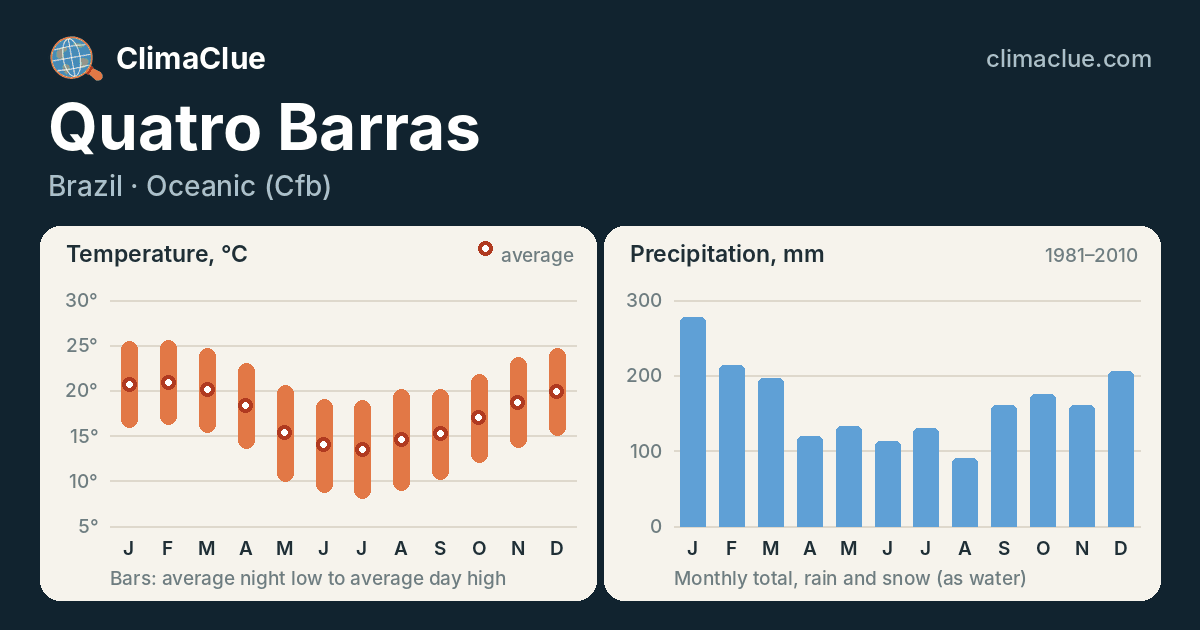 ClimaClue
climaclue.com
Quatro Barras
Brazil · Oceanic (Cfb)
Temperature, °C
average
30°
25°
20°
15°
10°
5°
J F M A M J J A S O N D
Bars: average night low to average day high
Precipitation, mm
1981–2010
300
200
100
0
J F M A M J J A S O N D
Monthly total, rain and snow (as water)